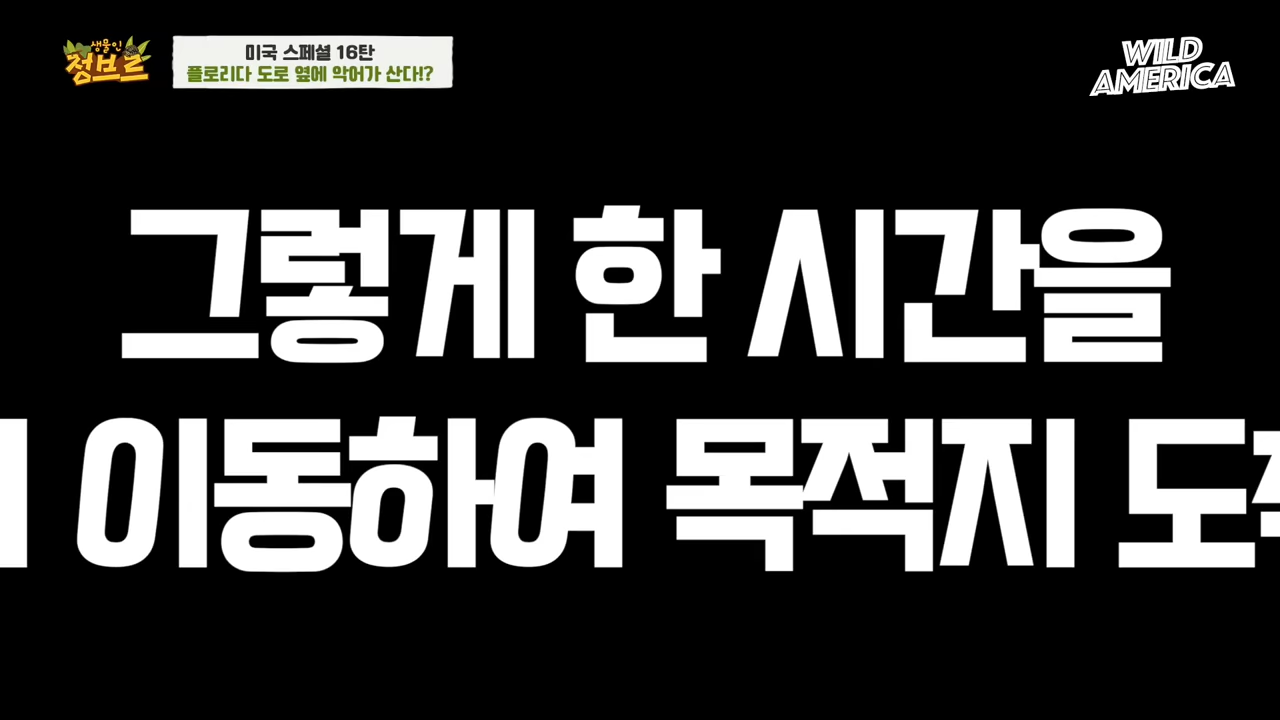 생물인
정브르
미국 스페셜 16탄
플로리다 도로 옆에 악어가 산다!?
WILD
AMERICA
그렇게 한 시간을
이동하여 목적지